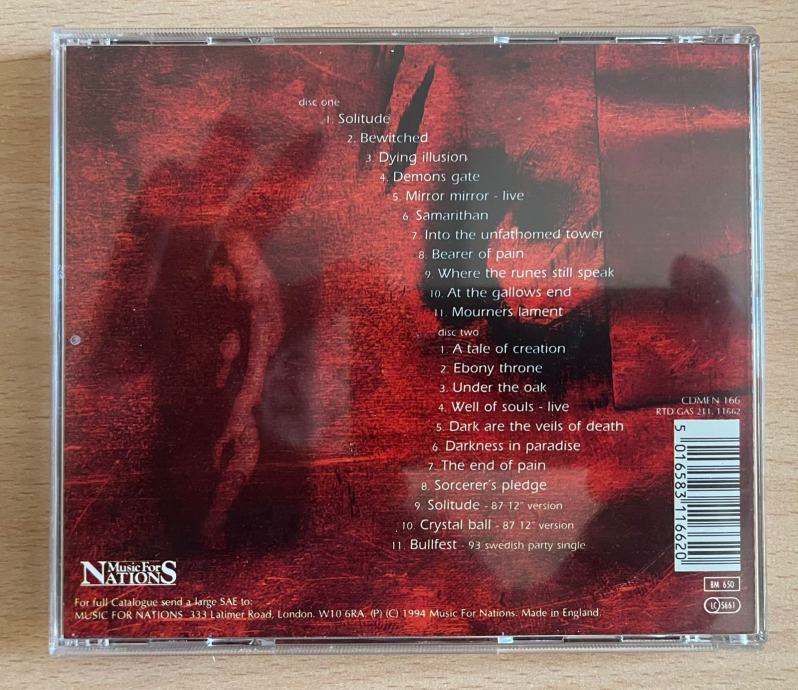 disc one
1. Solitude
2. Bewitched
3. Dying illusion
4. Demons gate
5. Mirror mirror - live
6. Samarithan
7. Into the unfathomed tower
8. Bearer of pain
9. Where the runes still speak
10. At the gallows end
11. Mourners lament
disc two
1. A tale of creation
2. Ebony throne
3. Under the oak
4. Well of souls - live
5. Dark are the veils of death
6. Darkness in paradise
7. The end of pain
8. Sorcerer's pledge
9. Solitude - 87 12" version
10. Crystal ball - 87 12" version
11. Bullfest - 93 swedish party single
CDMFN 166
RTD GAS 211. 11662
5 016583 116620
BM 650
LC 5661
Music For
NATIONS
For full Catalogue send a large SAE to:
MUSIC FOR NATIONS. 333 Latimer Road, London. W10 6RA. (P) (C) 1994 Music For Nations. Made in England.